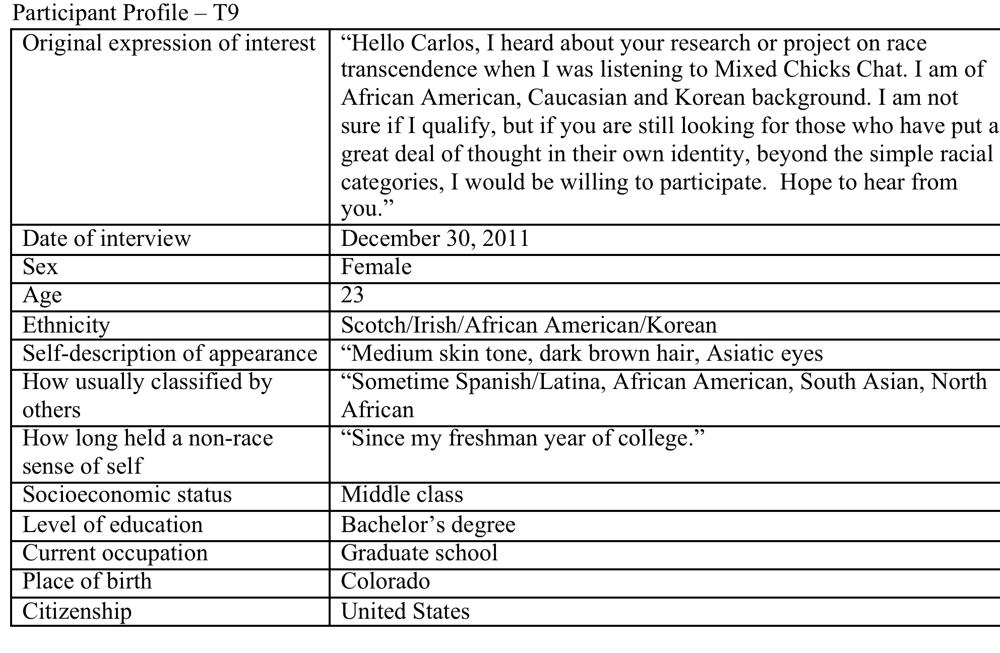 Participant Profile – T9
Original expression of interest
“Hello Carlos, I heard about your research or project on race
transcendence when I was listening to Mixed Chicks Chat. I am of
African American, Caucasian and Korean background. I am not
sure if I qualify, but if you are still looking for those who have put a
great deal of thought in their own identity, beyond the simple racial
categories, I would be willing to participate.  Hope to hear from
you.”
Date of interview
December 30, 2011
Sex
Female
Age
23
Ethnicity
Scotch/Irish/African American/Korean
Self-description of appearance
“Medium skin tone, dark brown hair, Asiatic eyes
How usually classified by
others
“Sometime Spanish/Latina, African American, South Asian, North
African
How long held a non-race
sense of self
“Since my freshman year of college.”
Socioeconomic status
Middle class
Level of education
Bachelor’s degree
Current occupation
Graduate school
Place of birth
Colorado
Citizenship
United States